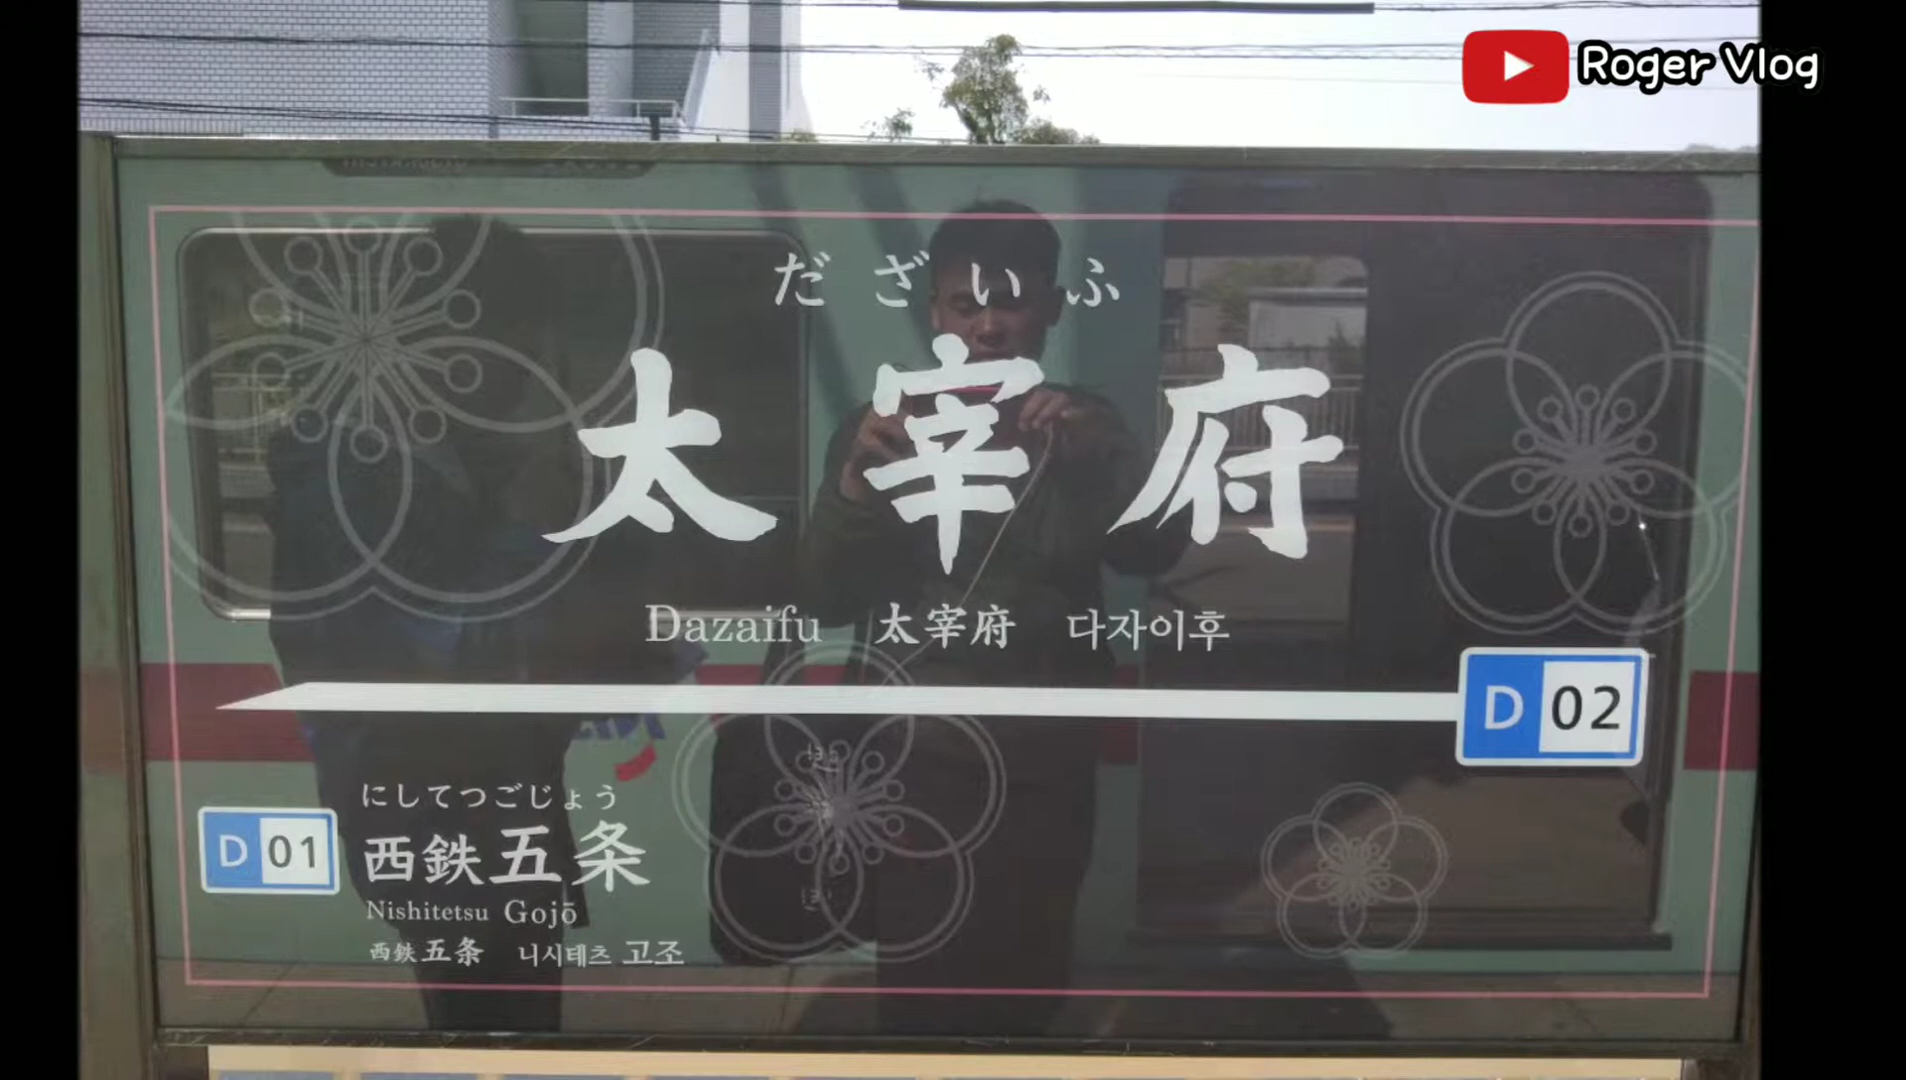 Roger Vlog
だざいふ
太宰府
Dazaifu 太宰府 다자이후
D 02
にしてつごじょう
D 01 西鉄五条
Nishitetsu Gojō
西鉄五条 니시테츠 고조